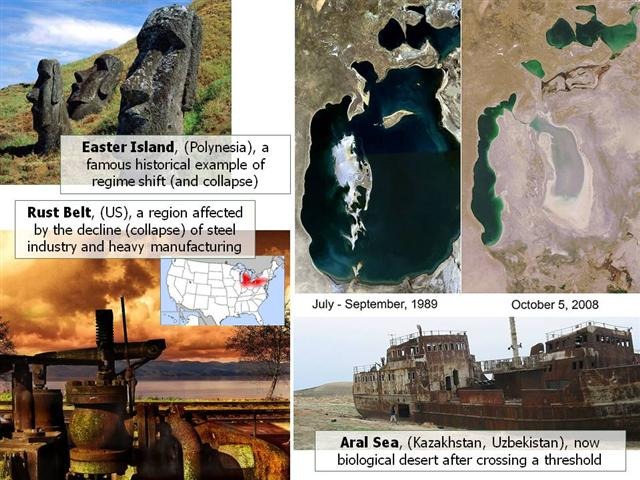 Easter Island, (Polynesia), a
famous historical example of
regime shift (and collapse)
Rust Belt, (US), a region affected
by the decline (collapse) of steel
industry and heavy manufacturing
July - September, 1989
October 5, 2008
Aral Sea, (Kazakhstan, Uzbekistan), now
biological desert after crossing a threshold